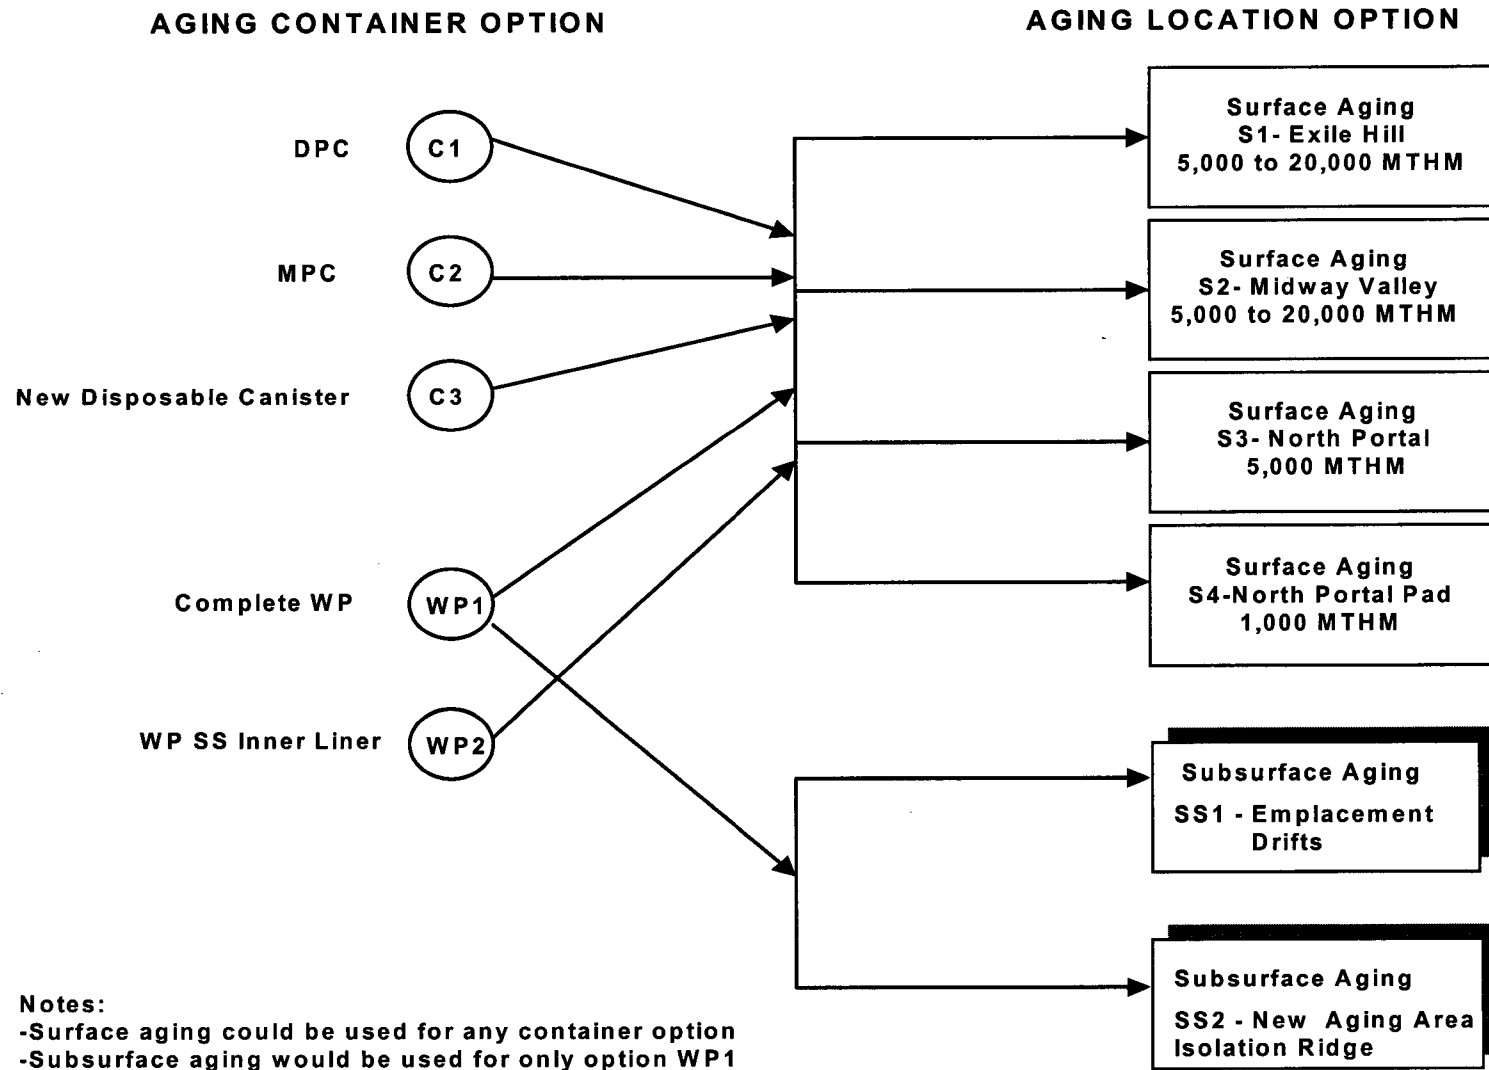 AGING CONTAINER OPTION
AGING LOCATION OPTION
DPC
C1
MPC
C2
New Disposable Canister
C3
Complete WP
WP1
WP SS Inner Liner
WP2
Surface Aging
S1- Exile Hill
5,000 to 20,000 MTHM
Surface Aging
S2- Midway Valley
5,000 to 20,000 MTHM
Surface Aging
S3- North Portal
5,000 MTHM
Surface Aging
S4-North Portal Pad
1,000 MTHM
Subsurface Aging
SS1 - Emplacement
Drifts
Subsurface Aging
SS2 - New Aging Area
Isolation Ridge
Notes:
-Surface aging could be used for any container option
-Subsurface aging would be used for only option WP1